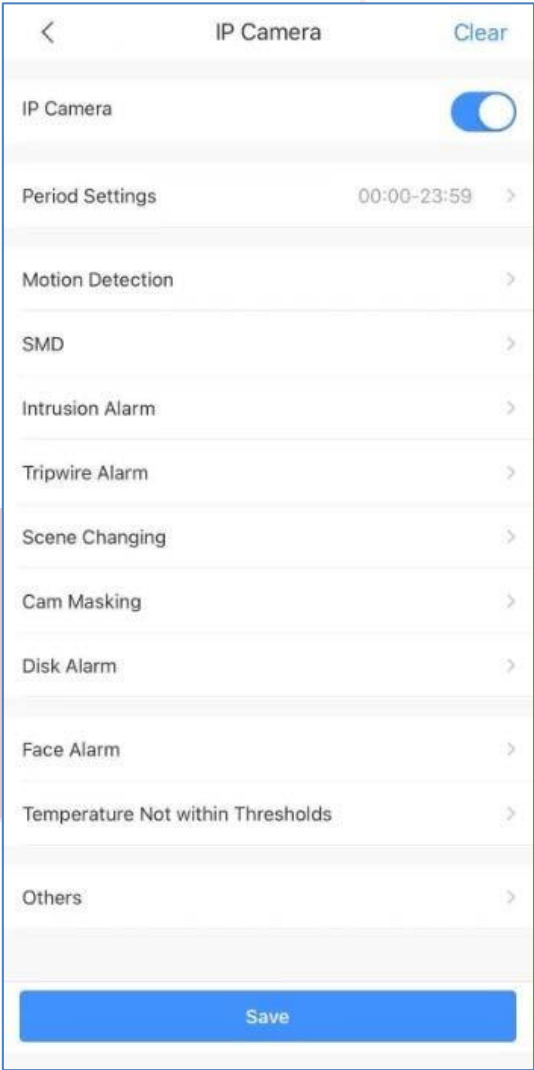 IP Camera
Clear
IP Camera
Period Settings
00:00-23:59
Motion Detection
SMD
Intrusion Alarm
Tripwire Alarm
Scene Changing
Cam Masking
Disk Alarm
Face Alarm
Temperature Not within Thresholds
Others
Save